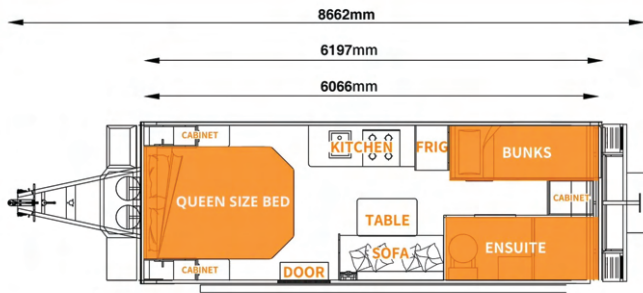 8662mm
6197mm
6066mm
CABINET
KITCHEN
FRIG
BUNKS
QUEEN SIZE BED
CABINET
TABLE
SOFA
ENSUITE
CABINET
DOOR